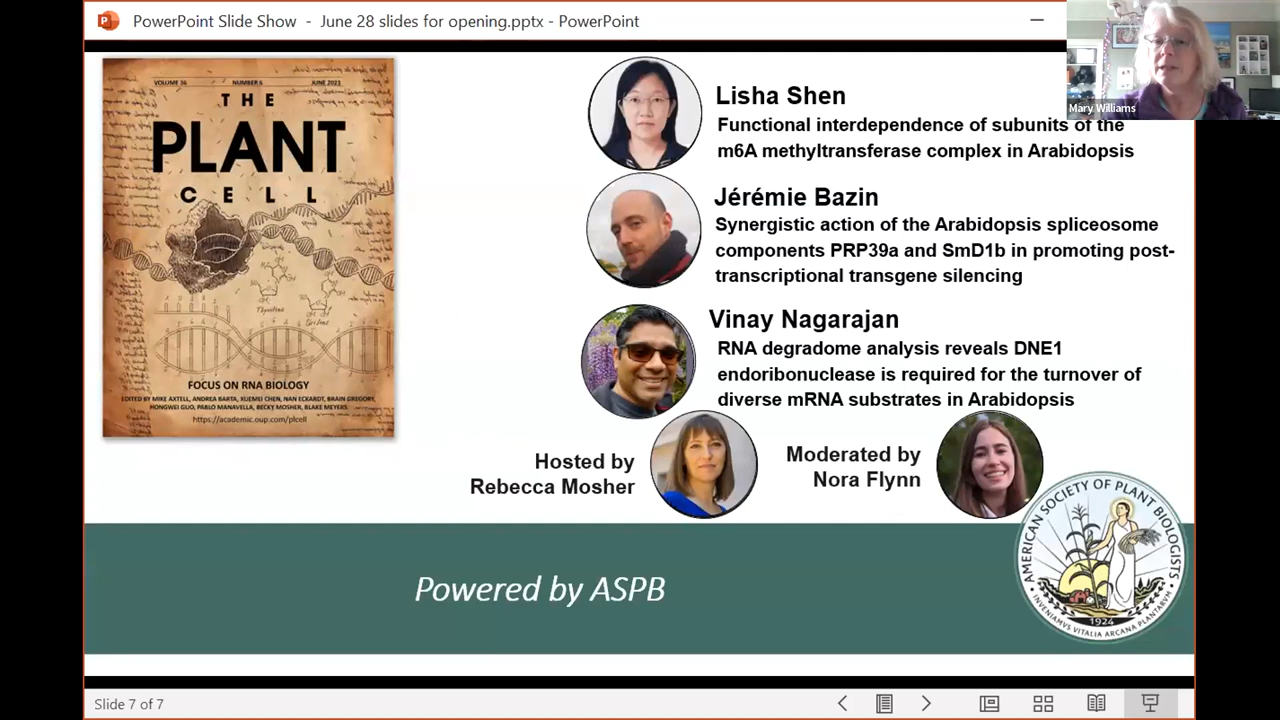 PowerPoint Slide Show - June 28 slides for opening.pptx - PowerPoint
Mary Williams
VOLUME 36 NUMBER 6 JUNE 2023
THE
PLANT
CELL
Thymine
FOCUS ON RNA BIOLOGY
EDITED BY MIKE AXTELL, ANDREA BARTA, XUEMEI CHEN, NAN ECKARDT, BRAIN GREGORY,
HONGWEI GUO, PABLO MANAVELLA, BECKY MOSHER, BLAKE MEYERS
https://academic.oup.com/plcell
Lisha Shen
Functional interdependence of subunits of the
m6A methyltransferase complex in Arabidopsis
Jérémie Bazin
Synergistic action of the Arabidopsis spliceosome
components PRP39a and SmD1b in promoting post-
transcriptional transgene silencing
Vinay Nagarajan
RNA degradome analysis reveals DNE1
endoribonuclease is required for the turnover of
diverse mRNA substrates in Arabidopsis
Hosted by
Rebecca Mosher
Moderated by
Nora Flynn
Powered by ASPB
AMERICAN SOCIETY OF PLANT BIOLOGISTS
INVENIAMUS VITALIA ARCANA PLANTARUM
1924
Slide 7 of 7